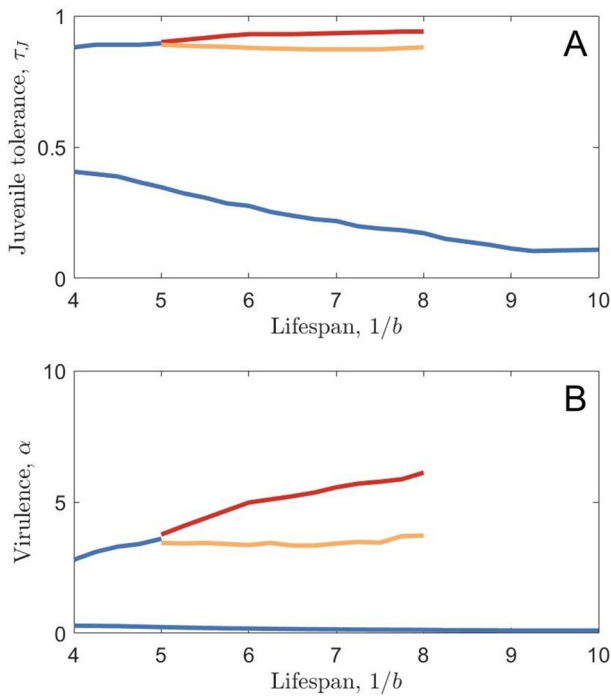 1
A
Juvenile tolerance, τ_J
0.5
0
4 5 6 7 8 9 10
Lifespan, 1/b
10
B
Virulence, α
5
0
4 5 6 7 8 9 10
Lifespan, 1/b